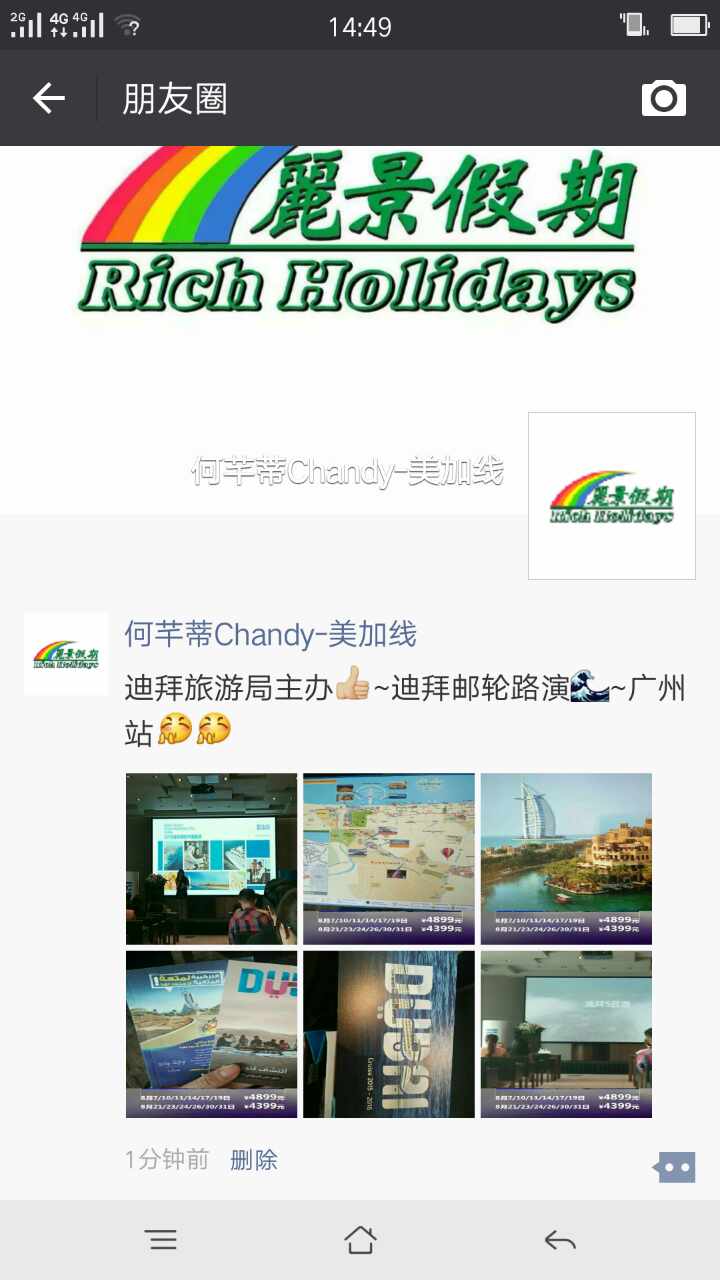 2G 4G 4G
14:49
朋友圈
麗景假期
Rich Holidays
何芊蒂Chandy-美加线
麗景假期
Rich Holidays
麗景假期
Rich Holidays
何芊蒂Chandy-美加线
迪拜旅游局主办👍~迪拜邮轮路演🌊~广州
站
8月7/10/11/14/17/19日 ¥4899元
8月21/23/24/26/30/31日 ¥4399元
8月7/10/11/14/17/19日 ¥4899元
8月21/23/24/26/30/31日 ¥4399元
Cruise 2015 - 2016
8月7/10/11/14/17/19日 ¥4899元
8月21/23/24/26/30/31日 ¥4399元
8月7/10/11/14/17/19日 ¥4899元
8月21/23/24/26/30/31日 ¥4399元
1分钟前 删除